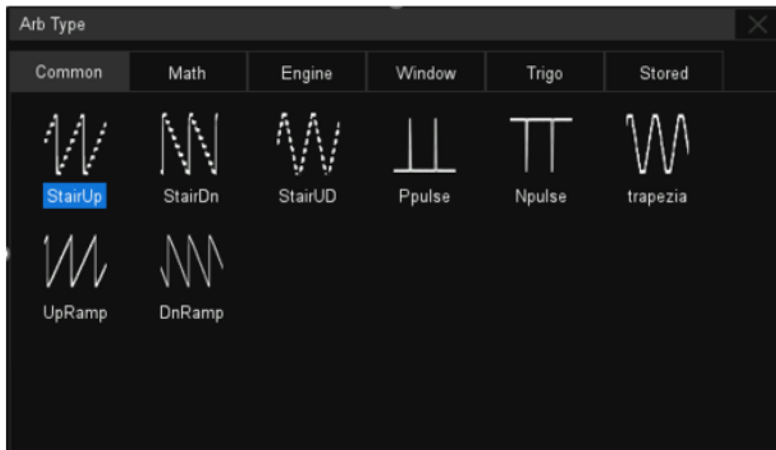 Arb Type
Common Math Engine Window Trigo Stored
StairUp StairDn StairUD Ppulse Npulse trapezia
UpRamp DnRamp